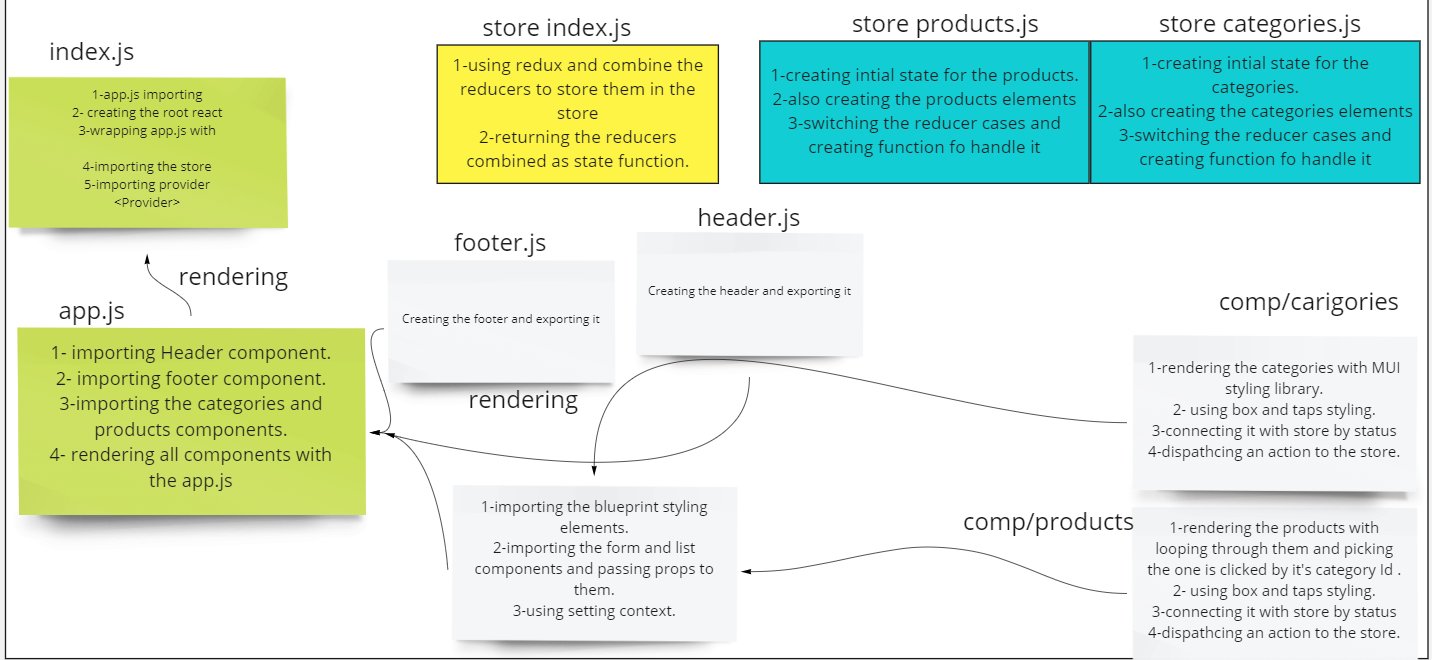 index.js
1-app.js importing
2- creating the root react
3-wrapping app.js with
4-importing the store
5-importing provider
<Provider>
store index.js
1-using redux and combine the
reducers to store them in the
store
2-returning the reducers
combined as state function.
store products.js
1-creating intial state for the products.
2-also creating the products elements
3-switching the reducer cases and
creating function fo handle it
store categories.js
1-creating intial state for the
categories.
2-also creating the categories elements
3-switching the reducer cases and
creating function fo handle it
rendering
app.js
1- importing Header component.
2- importing footer component.
3-importing the categories and
products components.
4- rendering all components with
the app.js
footer.js
Creating the footer and exporting it
header.js
Creating the header and exporting it
rendering
1-importing the blueprint styling
elements.
2-importing the form and list
components and passing props to
them.
3-using setting context.
comp/carigories
1-rendering the categories with MUI
styling library.
2- using box and taps styling.
3-connecting it with store by status
4-dispathcing an action to the store.
comp/products
1-rendering the products with
looping through them and picking
the one is clicked by it's category Id .
2- using box and taps styling.
3-connecting it with store by status
4-dispathcing an action to the store.